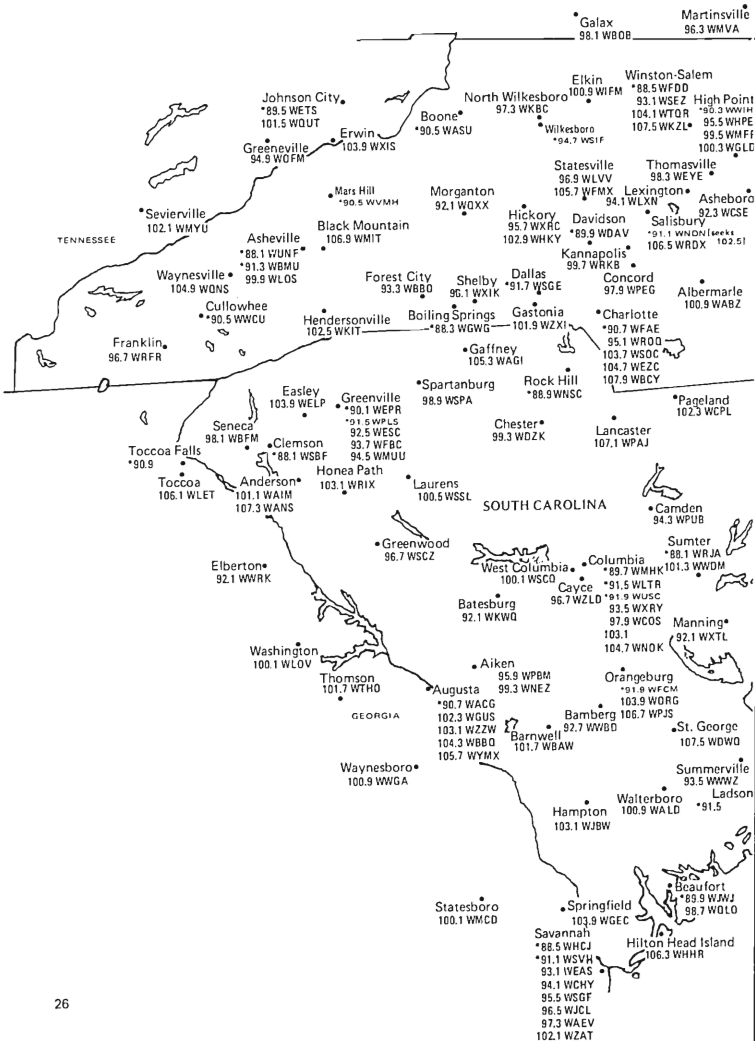 Galax
98.1 WBOB
Martinsville
96.3 WMVA
Johnson City
*89.5 WETS
101.5 WQUT
Erwin
103.9 WXIS
Greeneville
94.9 WOFM
Boone
*90.5 WASU
North Wilkesboro
97.3 WKBC
Wilkesboro
*94.7 WSIF
Elkin
100.9 WIFM
Winston-Salem
*88.5 WFDD
93.1 WSEZ
104.1 WTQR
107.5 WKZL
High Point
*90.3 WWIH
95.5 WHPE
99.5 WMFF
100.3 WGLD
Statesville
96.9 WLVV
105.7 WFMX
Thomasville
98.3 WEYE
Lexington
94.1 WLXN
Asheboro
92.3 WCSE
Mars Hill
*90.5 WVMH
Morganton
92.1 WQXX
Hickory
95.7 WXRC
102.9 WHKY
Davidson
*89.9 WDAV
Salisbury
*91.1 WNDN [seeks
102.5]
106.5 WRDX
Sevierville
102.1 WMYU
TENNESSEE
Black Mountain
106.9 WMIT
Asheville
*88.1 WUNF
*91.3 WBMU
99.9 WLOS
Kannapolis
99.7 WRKB
Concord
97.9 WPEG
Waynesville
104.9 WQNS
Forest City
93.3 WBBO
Shelby
96.1 WXIK
Dallas
*91.7 WSGE
Albermarle
100.9 WABZ
Cullowhee
*90.5 WWCU
Hendersonville
102.5 WKIT
Boiling Springs
*88.3 WGWG
Gastonia
101.9 WZXI
Charlotte
*90.7 WFAE
95.1 WROQ
103.7 WSOC
104.7 WEZC
107.9 WBCY
Franklin
96.7 WRFR
Gaffney
105.3 WAGI
Spartanburg
98.9 WSPA
Rock Hill
*88.9 WNSC
Pageland
102.3 WCPL
Easley
103.9 WELP
Greenville
*90.1 WEPR
*91.5 WPLS
92.5 WESC
93.7 WFBC
94.5 WMUU
Chester
99.3 WDZK
Lancaster
107.1 WPAJ
Seneca
98.1 WBFM
Clemson
*88.1 WSBF
Toccoa Falls
*90.9
Toccoa
106.1 WLET
Anderson
101.1 WAIM
107.3 WANS
Honea Path
103.1 WRIX
Laurens
100.5 WSSL
SOUTH CAROLINA
Camden
94.3 WPUB
Greenwood
96.7 WSCZ
Sumter
*88.1 WRJA
101.3 WWDM
Elberton
92.1 WWRK
West Columbia
100.1 WSCQ
Cayce
96.7 WZLD
Columbia
*89.7 WMHK
*91.5 WLTR
*91.9 WUSC
93.5 WXRY
97.9 WCOS
103.1
104.7 WNOK
Batesburg
92.1 WKWQ
Manning
92.1 WXTL
Washington
100.1 WLOV
Aiken
95.9 WPBM
99.3 WNEZ
Thomson
101.7 WTHO
GEORGIA
Augusta
*90.7 WACG
102.3 WGUS
103.1 WZZW
104.3 WBBQ
105.7 WYMX
Orangeburg
*91.9 WFCM
103.9 WORG
106.7 WPJS
Bamberg
92.7 WWBD
Barnwell
101.7 WBAW
St. George
107.5 WDWQ
Waynesboro
100.9 WWGA
Summerville
93.5 WWWZ
Ladson
*91.5
Walterboro
100.9 WALD
Hampton
103.1 WJBW
Beaufort
*89.9 WJWJ
98.7 WQLO
Statesboro
100.1 WMCD
Springfield
103.9 WGEC
Hilton Head Island
106.3 WHHR
Savannah
*88.5 WHCJ
*91.1 WSVH
93.1 WEAS
94.1 WCHY
95.5 WSGF
96.5 WJCL
97.3 WAEV
102.1 WZAT
26